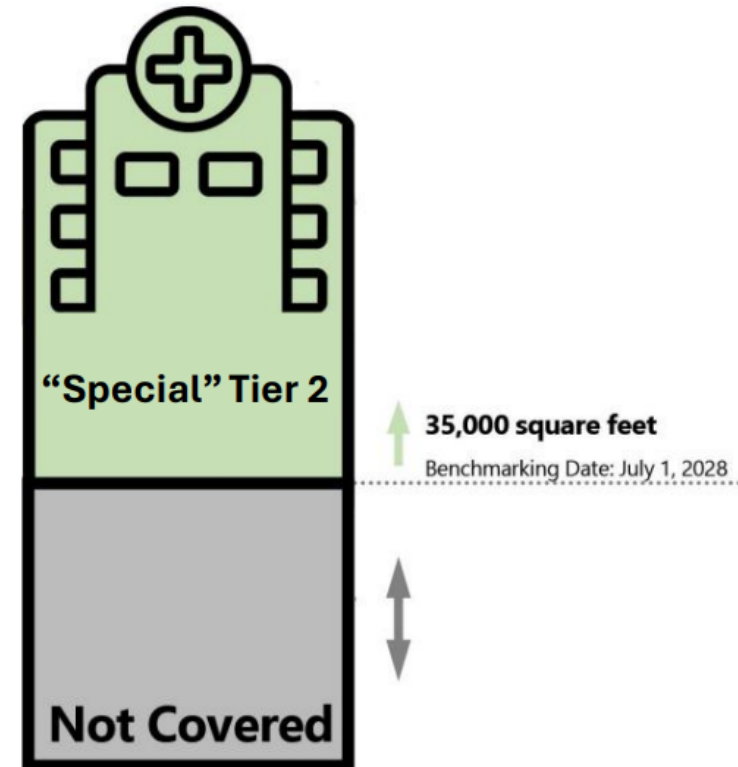 “Special” Tier 2
35,000 square feet
Benchmarking Date: July 1, 2028
Not Covered